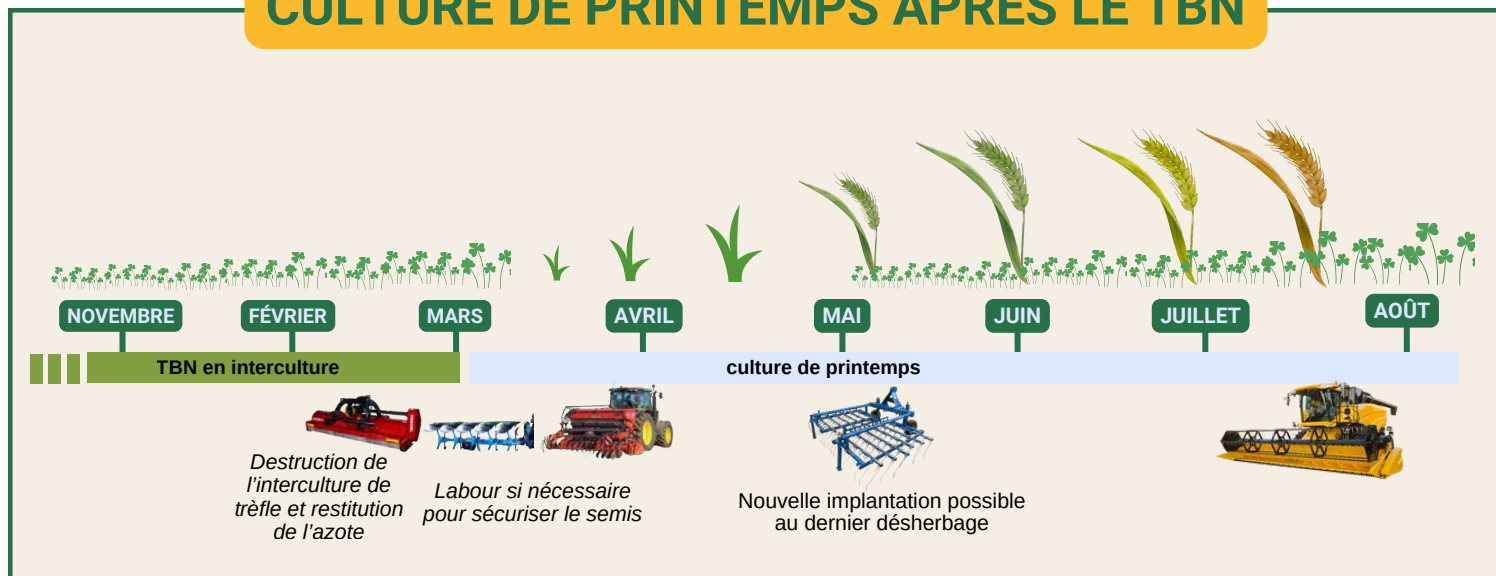 CULTURE DE PRINTEMPS APRÈS LE TBN
NOVEMBRE
FÉVRIER
MARS
AVRIL
MAI
JUIN
JUILLET
AOÛT
TBN en interculture
culture de printemps
Destruction de
l'interculture de
trèfle et restitution
de l'azote
Labour si nécessaire
pour sécuriser le semis
Nouvelle implantation possible
au dernier désherbage